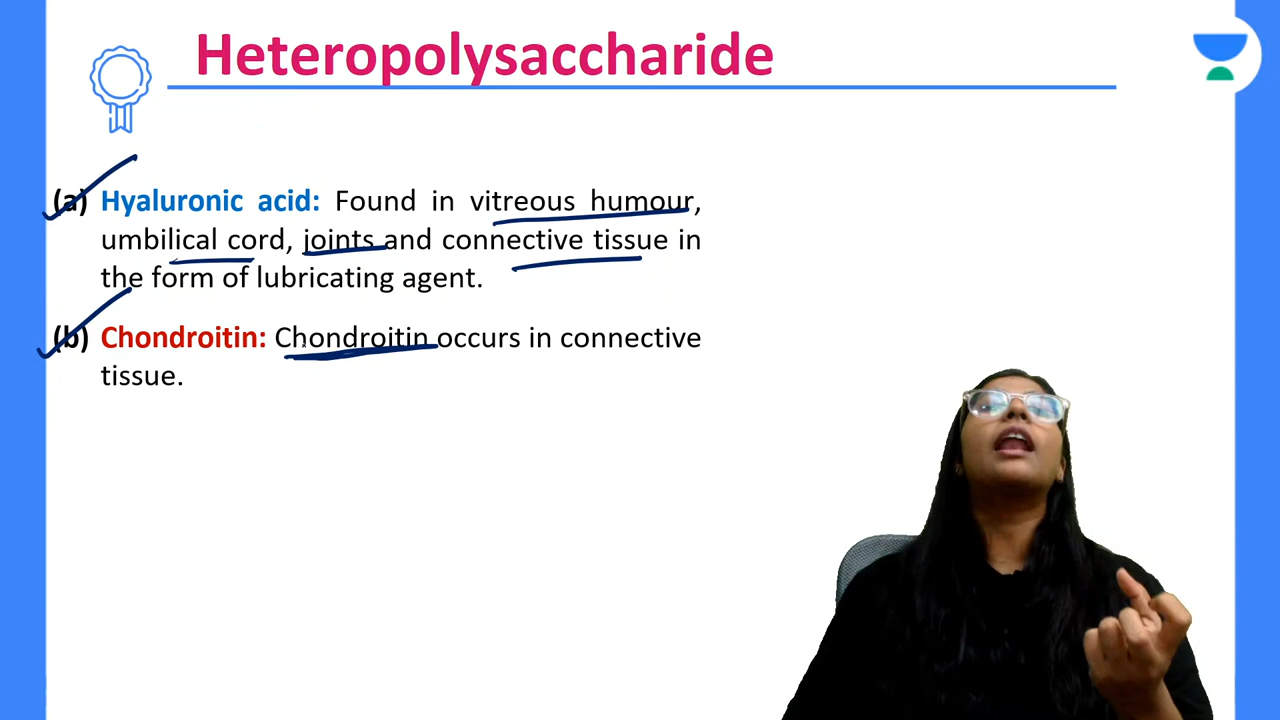 Heteropolysaccharide
(a) Hyaluronic acid: Found in vitreous humour,
umbilical cord, joints and connective tissue in
the form of lubricating agent.
(b) Chondroitin: Chondroitin occurs in connective
tissue.